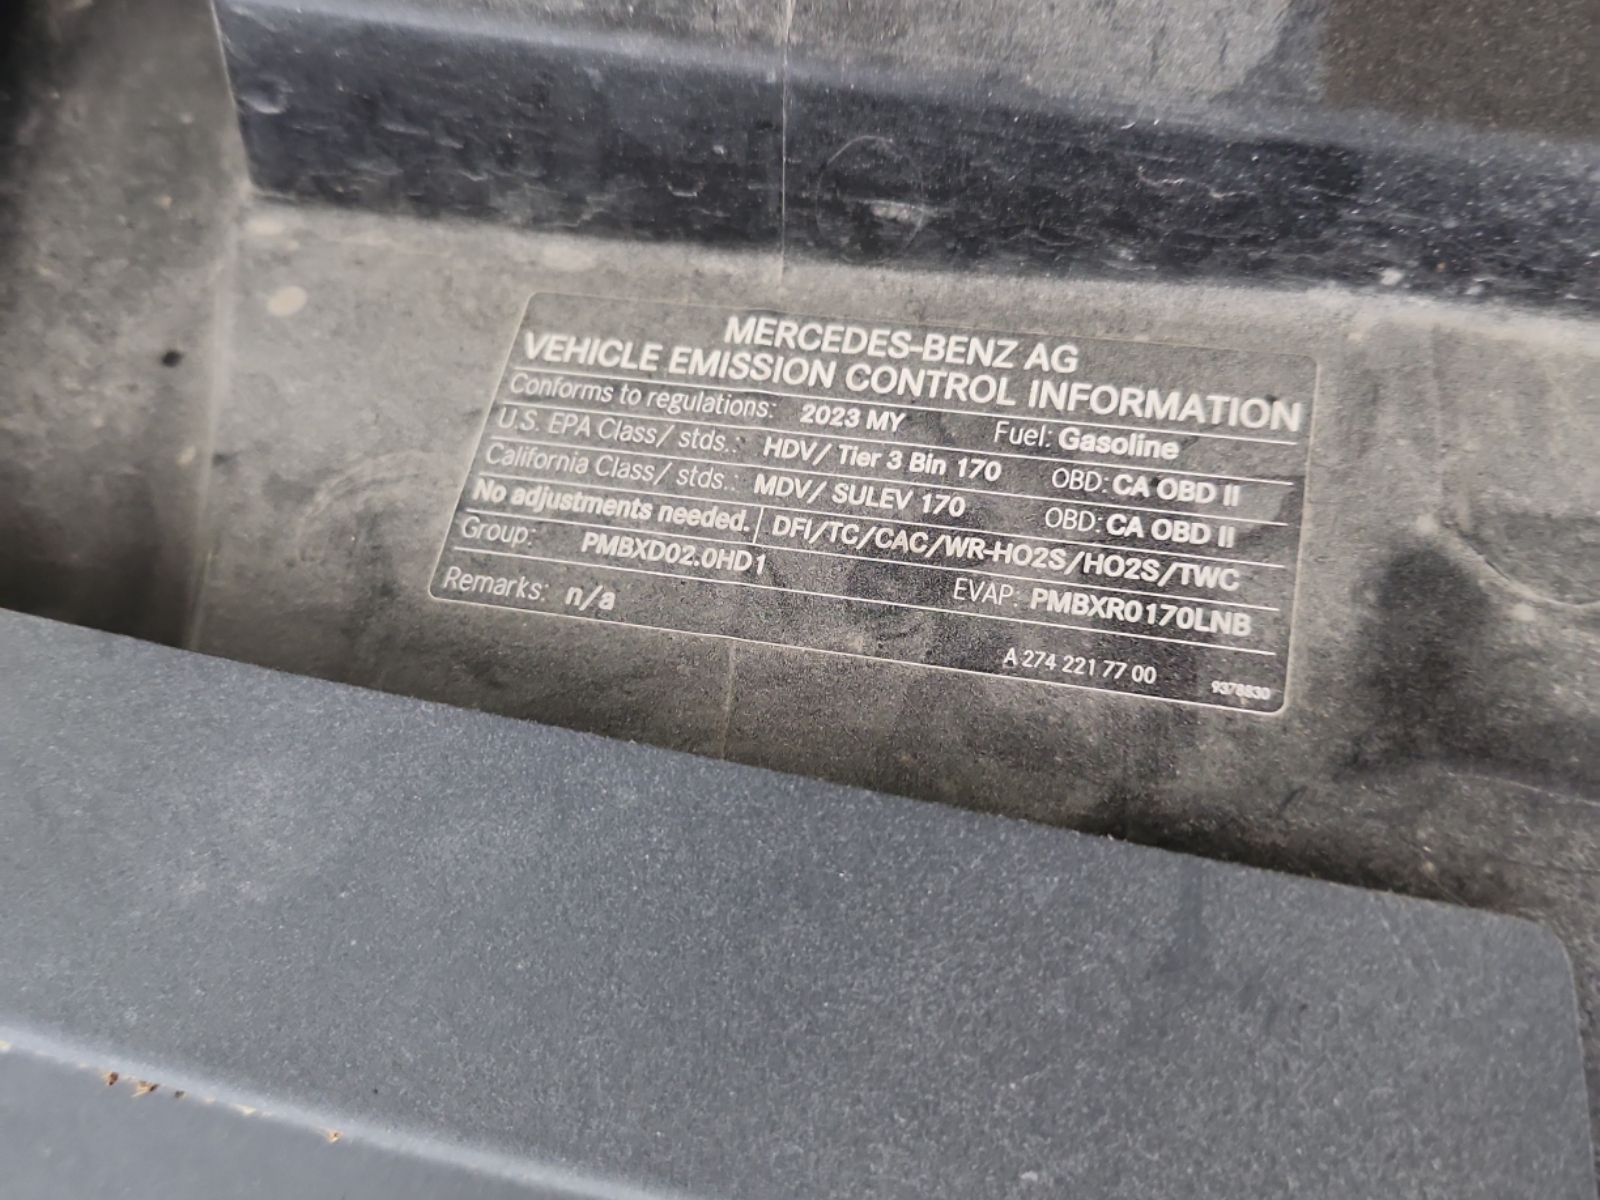 MERCEDES-BENZ AG
VEHICLE EMISSION CONTROL INFORMATION
Conforms to regulations: 2023 MY Fuel: Gasoline
U.S. EPA Class/ stds.: HDV/ Tier 3 Bin 170 OBD: CA OBD II
California Class/ stds.: MDV/ SULEV 170 OBD: CA OBD II
No adjustments needed. DFI/TC/CAC/WR-HO2S/HO2S/TWC
Group: PMBXD02.0HD1 EVAP: PMBXR0170LNB
Remarks: n/a
A 274 221 77 00 9378830